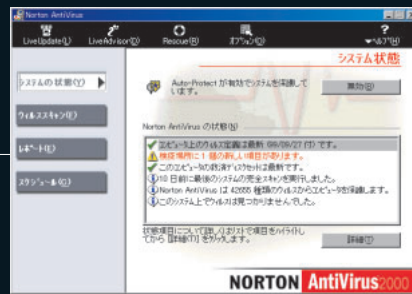 Norton AntiVirus
LiveUpdate(L) LiveAdvisor(D) Rescue(R) オプション(O) ヘルプ(H)
システム状態
システムの状態(Y)
Auto-Protect が有効でシステムを保護して
います。
無効(B)
ウィルススキャン(F)
Norton AntiVirus の状態(N)
コンピュータ上のウィルス定義は最新 99/09/27 (T) です。
検疫場所に 1 個の新しい項目があります。
レポート(E)
このコンピュータの救済ディスクセットは最新です。
10 日前に最後のシステムの完全スキャンを実行しました。
スケジュール(Q)
Norton AntiVirus は 42655 種類のウィルスからコンピュータを保護します。
このシステム上でウィルスは見つかりませんでした。
状態項目について詳しくはリストで項目をハイライトし
てから [詳細(T)] をクリックします。
詳細(T)
NORTON AntiVirus 2000